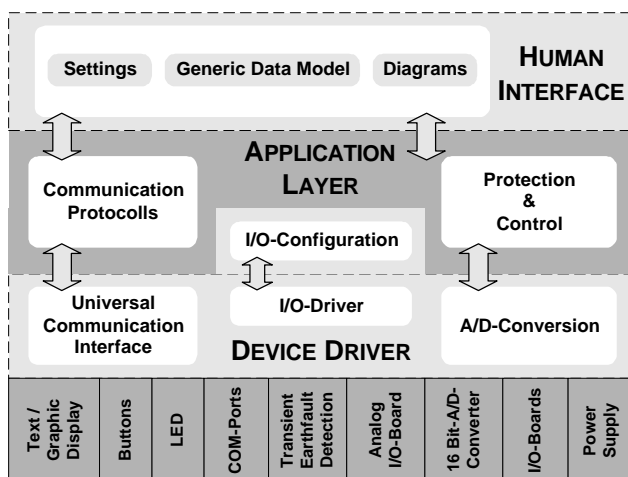 Settings
Generic Data Model
Diagrams
HUMAN
INTERFACE
APPLICATION
LAYER
Communication
Protocolls
Protection
&
Control
I/O-Configuration
Universal
Communication
Interface
I/O-Driver
A/D-Conversion
DEVICE DRIVER
Text /
Graphic
Display
Buttons
LED
COM-Ports
Transient
Earthfault
Detection
Analog
I/O-Board
16 Bit-A/D-
Converter
I/O-Boards
Power
Supply